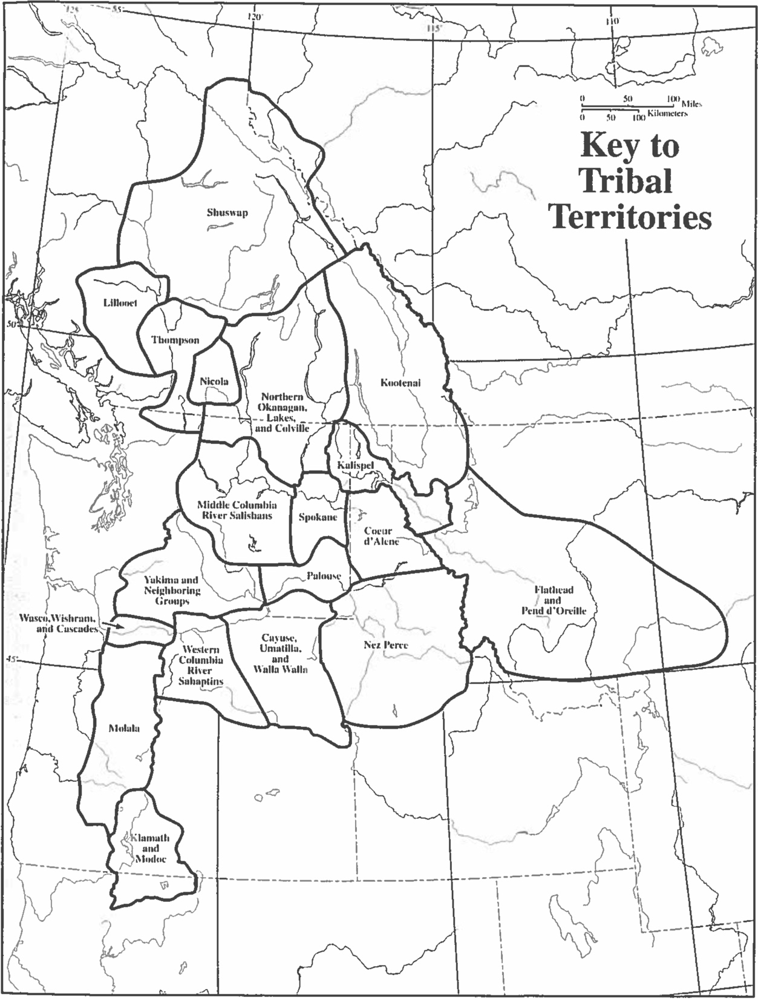 55°
120°
115°
110°
0 50 100 Miles
0 50 100 Kilometers
Key to
Tribal
Territories
Shuswap
Lillooet
50°
Thompson
Nicola
Kootenai
Northern
Okanagan,
Lakes,
and Colville
Kalispel
Middle Columbia
River Salishans
Spokane
Coeur
d'Alene
Palouse
Yakima and
Neighboring
Groups
Flathead
and
Pend d'Oreille
Wasco, Wishram,
and Cascades
45°
Western
Columbia
River
Sahaptins
Cayuse,
Umatilla,
and
Walla Walla
Nez Perce
Molala
Klamath
and
Modoc